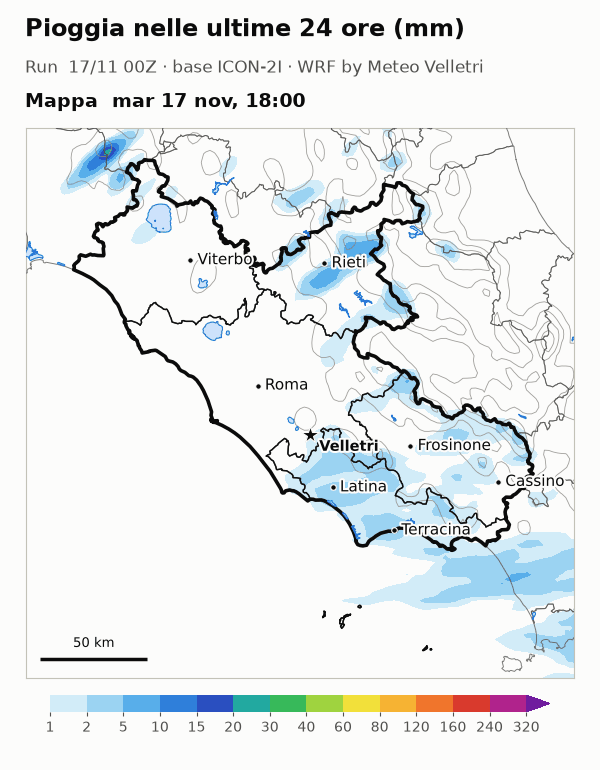 Pioggia nelle ultime 24 ore (mm)
Run 17/11 00Z · base ICON-2I · WRF by Meteo Velletri
Mappa mar 17 nov, 18:00
Viterbo
Rieti
Roma
Velletri
Frosinone
Latina
Cassino
Terracina
50 km
1 2 5 10 15 20 30 40 60 80 120 160 240 320